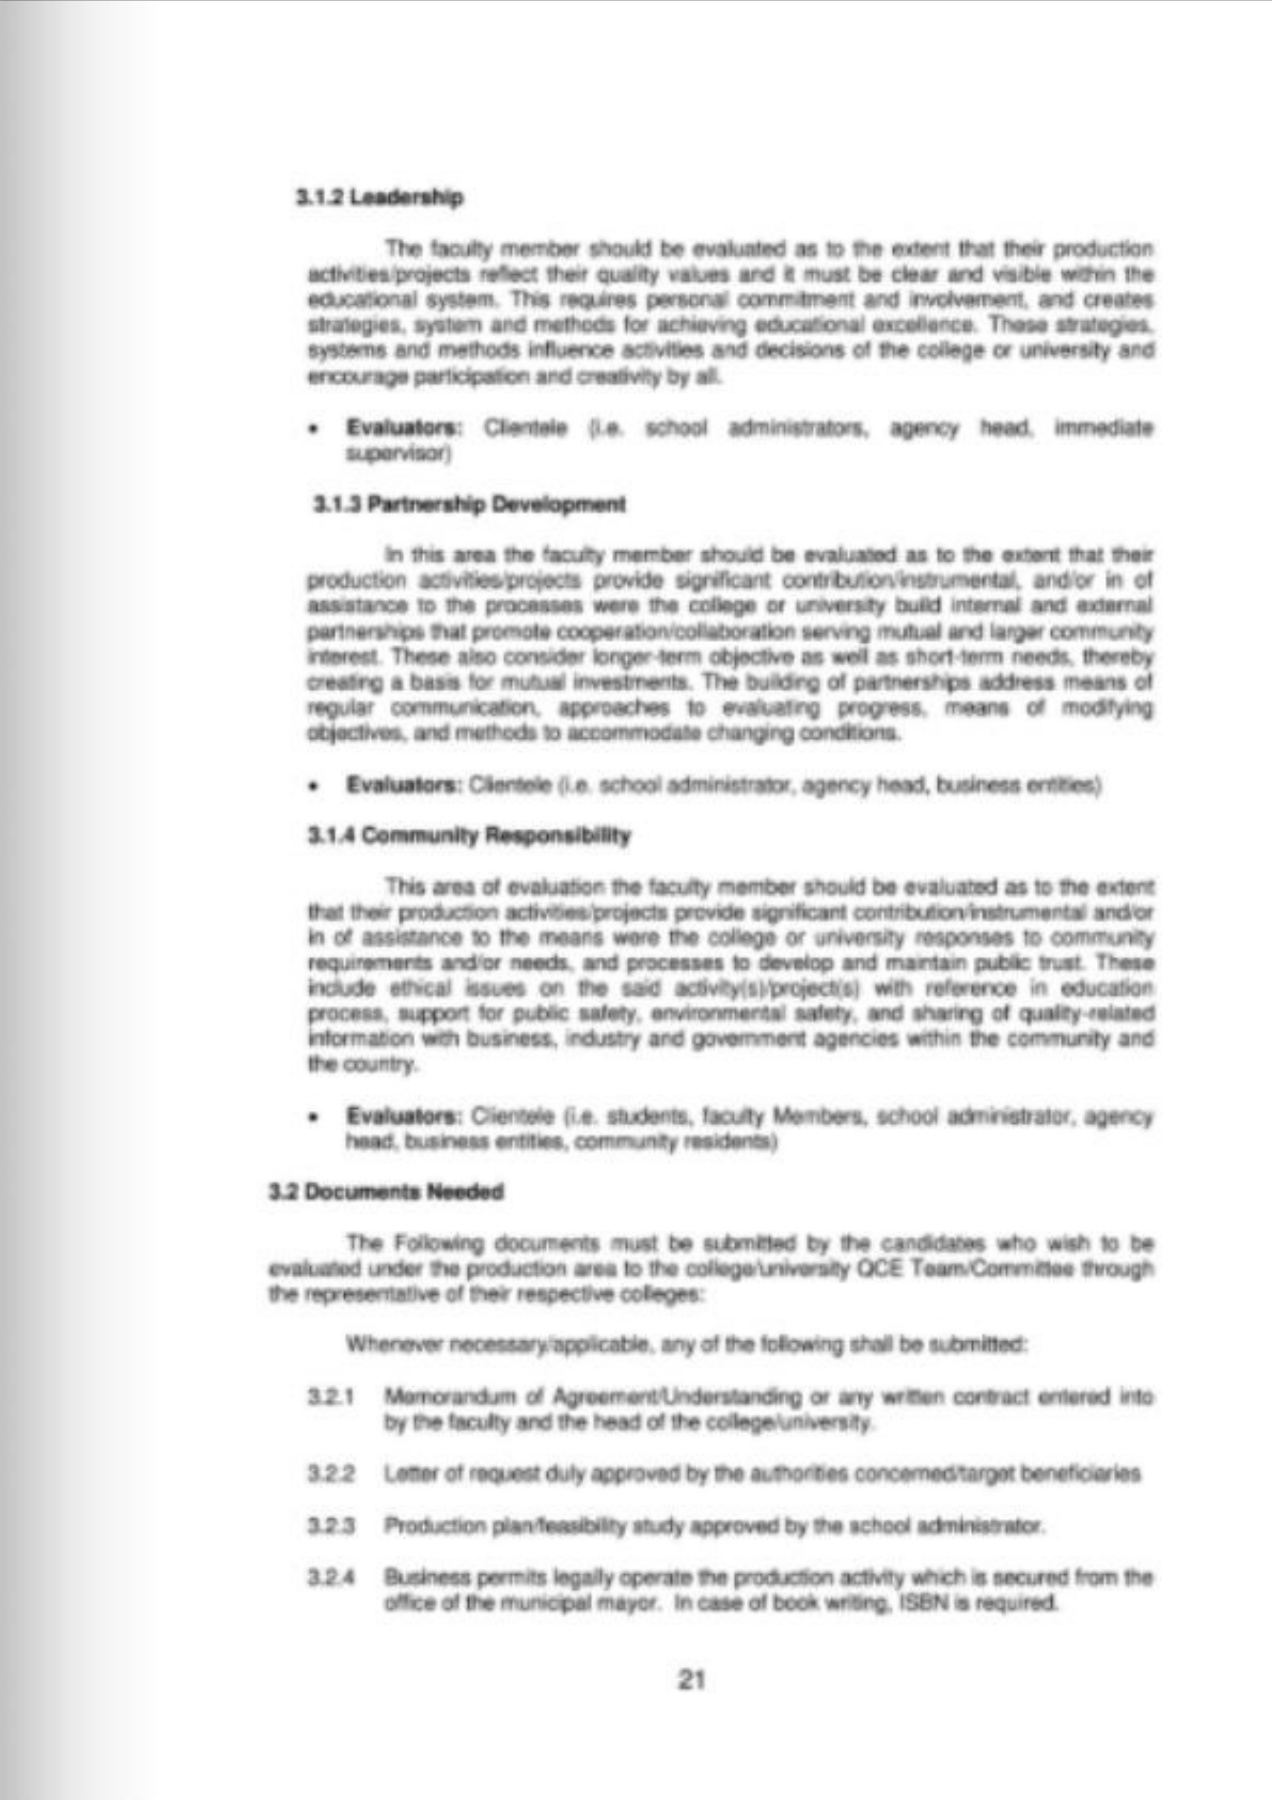 3.1.2 Leadership
The faculty member should be evaluated as to the extent that their production
activities/projects reflect their quality values and it must be clear and visible within the
educational system. This requires personal commitment and involvement, and creates
strategies, system and methods for achieving educational excellence. These strategies,
systems and methods influence activities and decisions of the college or university and
encourage participation and creativity by all.
• Evaluators: Clientele (i.e. school administrators, agency head, immediate
supervisor)
3.1.3 Partnership Development
In this area the faculty member should be evaluated as to the extent that their
production activities/projects provide significant contribution/instrumental, and/or in of
assistance to the processes were the college or university build internal and external
partnerships that promote cooperation/collaboration serving mutual and larger community
interest. These also consider longer-term objective as well as short-term needs, thereby
creating a basis for mutual investments. The building of partnerships address means of
regular communication, approaches to evaluating progress, means of modifying
objectives, and methods to accommodate changing conditions.
• Evaluators: Clientele (i.e. school administrator, agency head, business entities)
3.1.4 Community Responsibility
This area of evaluation the faculty member should be evaluated as to the extent
that their production activities/projects provide significant contribution/instrumental and/or
in of assistance to the means were the college or university responses to community
requirements and/or needs, and processes to develop and maintain public trust. These
include ethical issues on the said activity(s)/project(s) with reference in education
process, support for public safety, environmental safety, and sharing of quality-related
information with business, industry and government agencies within the community and
the country.
• Evaluators: Clientele (i.e. students, faculty Members, school administrator, agency
head, business entities, community residents)
3.2 Documents Needed
The Following documents must be submitted by the candidates who wish to be
evaluated under the production area to the college/university QCE Team/Committee through
the representative of their respective colleges:
Whenever necessary/applicable, any of the following shall be submitted:
3.2.1 Memorandum of Agreement/Understanding or any written contract entered into
by the faculty and the head of the college/university.
3.2.2 Letter of request duly approved by the authorities concerned/target beneficiaries
3.2.3 Production plan/feasibility study approved by the school administrator.
3.2.4 Business permits legally operate the production activity which is secured from the
office of the municipal mayor. In case of book writing, ISBN is required.
21